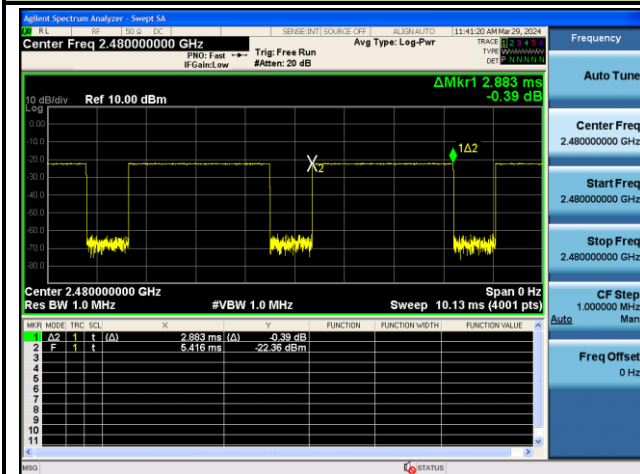 Agilent Spectrum Analyzer - Swept SA
RL RF 50 Ω DC SENSE:INT SOURCE OFF ALIGNAUTO 11:41:20 AM Mar 29, 2024
Center Freq 2.480000000 GHz
PNO: Fast
IFGain:Low
Trig: Free Run
#Atten: 20 dB
Avg Type: Log-Pwr
TRACE 1 2 3 4 5 6
TYPE
DET P N N N N N
ΔMkr1 2.883 ms
-0.39 dB
10 dB/div Ref 10.00 dBm
Log
0.00
-10.0
-20.0
-30.0
-40.0
-50.0
-60.0
-70.0
-80.0
1Δ2
X2
Center 2.480000000 GHz Span 0 Hz
Res BW 1.0 MHz #VBW 1.0 MHz Sweep 10.13 ms (4001 pts)
MKR MODE TRC SCL X Y FUNCTION FUNCTION WIDTH FUNCTION VALUE
1 Δ2 1 t (Δ) 2.883 ms (Δ) -0.39 dB
2 F 1 t 5.416 ms -22.36 dBm
3
4
5
6
7
8
9
10
11
MSG STATUS
Frequency
Auto Tune
Center Freq
2.480000000 GHz
Start Freq
2.480000000 GHz
Stop Freq
2.480000000 GHz
CF Step
1.000000 MHz
Auto Man
Freq Offset
0 Hz